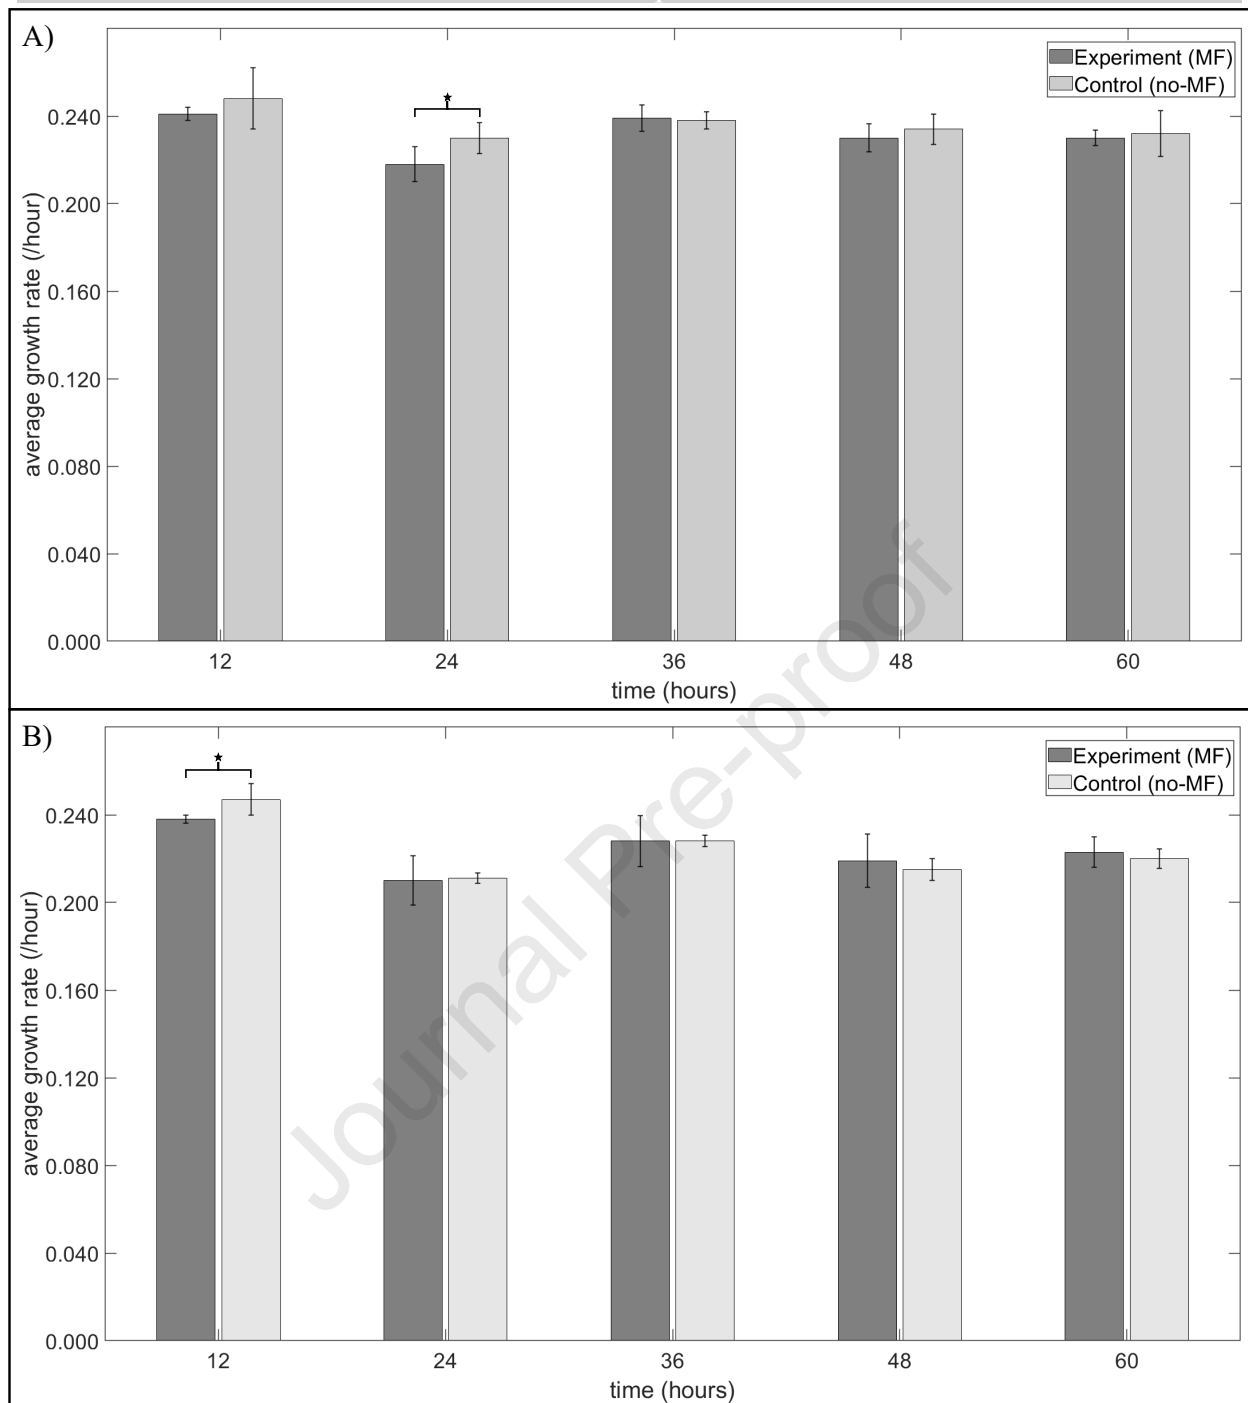 A)
Experiment (MF)
Control (no-MF)
average growth rate (/hour)
0.240
0.200
0.160
0.120
0.080
0.040
0.000
12 24 36 48 60
time (hours)
B)
Experiment (MF)
Control (no-MF)
average growth rate (/hour)
0.240
0.200
0.160
0.120
0.080
0.040
0.000
12 24 36 48 60
time (hours)
Journal Pre-proof